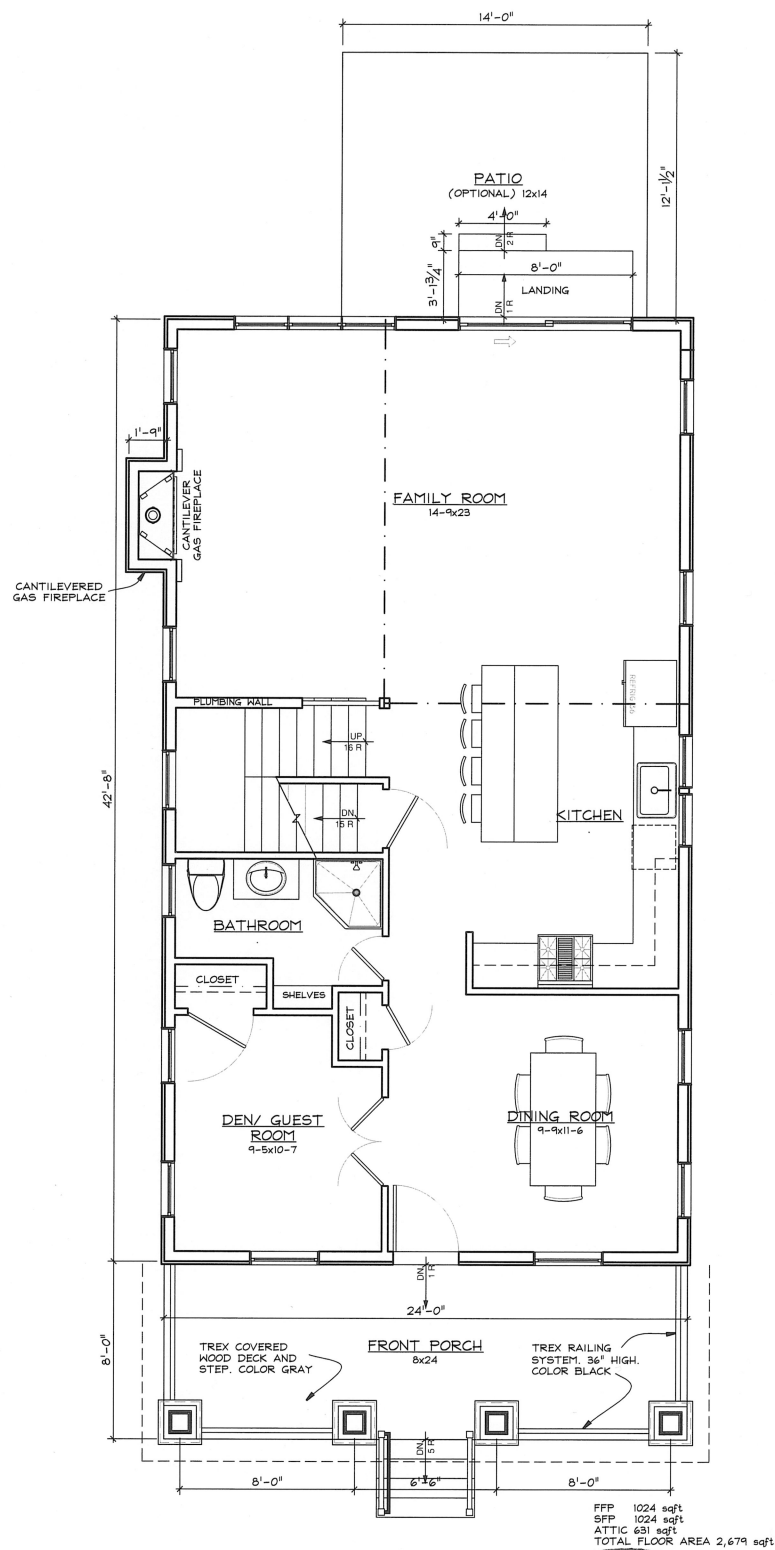 14'-0"
PATIO
(OPTIONAL) 12x14
12'-1½"
4'-0"
DN
2 R
9"
3'-1¾"
8'-0"
LANDING
DN
1 R
1'-9"
CANTILEVER
GAS FIREPLACE
FAMILY ROOM
14-9x23
CANTILEVERED
GAS FIREPLACE
PLUMBING WALL
UP
16 R
DN
15 R
KITCHEN
42'-8"
BATHROOM
CLOSET
SHELVES
CLOSET
DEN/ GUEST
ROOM
9-5x10-7
DINING ROOM
9-9x11-6
DN
1 R
24'-0"
8'-0"
FRONT PORCH
8x24
TREX COVERED
WOOD DECK AND
STEP. COLOR GRAY
TREX RAILING
SYSTEM. 36" HIGH.
COLOR BLACK
DN
5 R
8'-0"
6'-6"
8'-0"
FFP 1024 sqft
SFP 1024 sqft
ATTIC 631 sqft
TOTAL FLOOR AREA 2,679 sqft